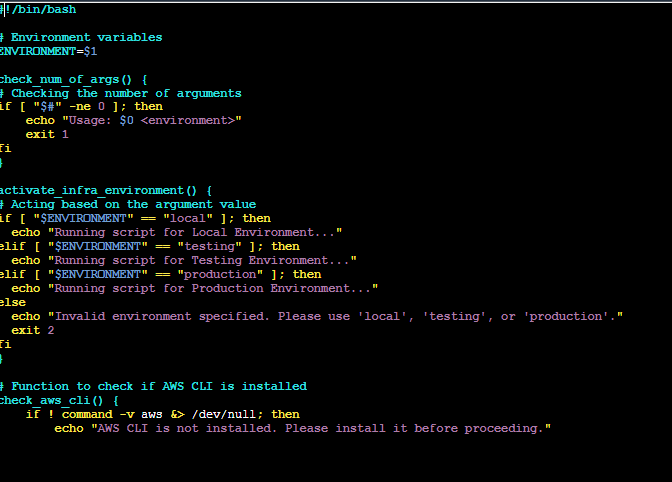 #!/bin/bash
# Environment variables
ENVIRONMENT=$1
check_num_of_args() {
# Checking the number of arguments
if [ "$#" -ne 0 ]; then
    echo "Usage: $0 <environment>"
    exit 1
fi
}
activate_infra_environment() {
# Acting based on the argument value
if [ "$ENVIRONMENT" == "local" ]; then
  echo "Running script for Local Environment..."
elif [ "$ENVIRONMENT" == "testing" ]; then
  echo "Running script for Testing Environment..."
elif [ "$ENVIRONMENT" == "production" ]; then
  echo "Running script for Production Environment..."
else
  echo "Invalid environment specified. Please use 'local', 'testing', or 'production'."
  exit 2
fi
}
# Function to check if AWS CLI is installed
check_aws_cli() {
    if ! command -v aws &> /dev/null; then
        echo "AWS CLI is not installed. Please install it before proceeding."